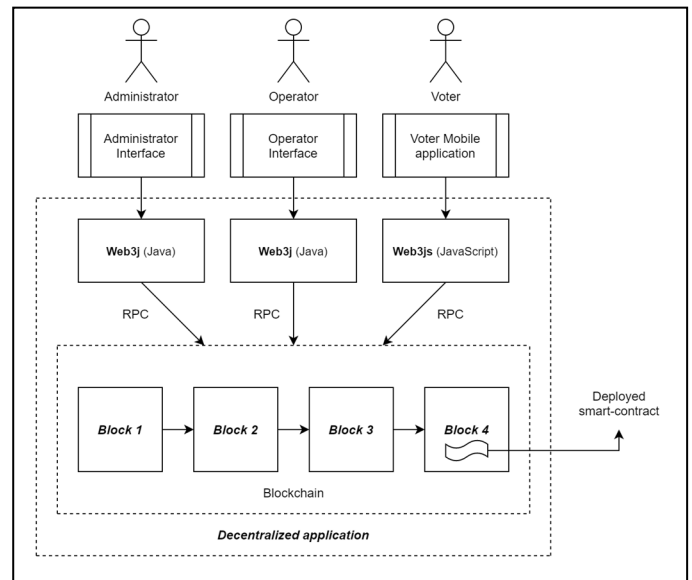 Administrator
Operator
Voter
Administrator
Interface
Operator
Interface
Voter Mobile
application
Web3j (Java)
Web3j (Java)
Web3js (JavaScript)
RPC
RPC
RPC
Block 1
Block 2
Block 3
Block 4
Deployed
smart-contract
Blockchain
Decentralized application